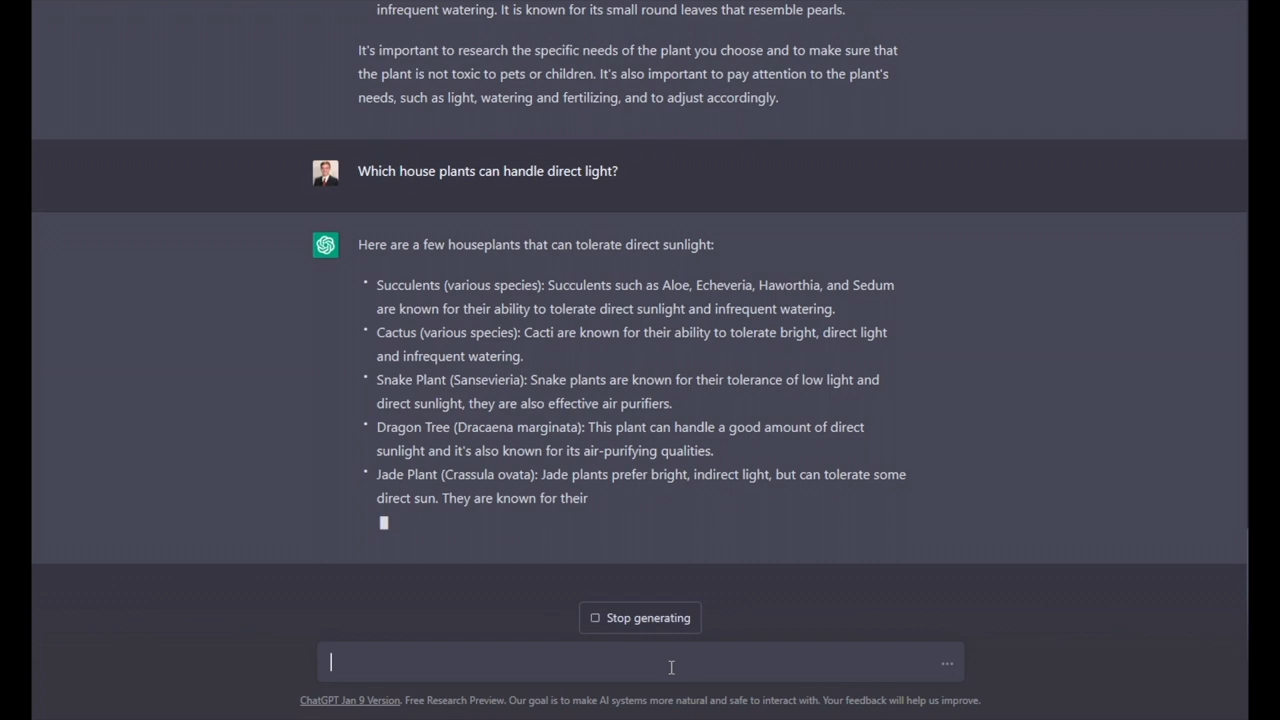 infrequent watering. It is known for its small round leaves that resemble pearls.
It's important to research the specific needs of the plant you choose and to make sure that
the plant is not toxic to pets or children. It's also important to pay attention to the plant's
needs, such as light, watering and fertilizing, and to adjust accordingly.
Which house plants can handle direct light?
Here are a few houseplants that can tolerate direct sunlight:
• Succulents (various species): Succulents such as Aloe, Echeveria, Haworthia, and Sedum
are known for their ability to tolerate direct sunlight and infrequent watering.
• Cactus (various species): Cacti are known for their ability to tolerate bright, direct light
and infrequent watering.
• Snake Plant (Sansevieria): Snake plants are known for their tolerance of low light and
direct sunlight, they are also effective air purifiers.
• Dragon Tree (Dracaena marginata): This plant can handle a good amount of direct
sunlight and it's also known for its air-purifying qualities.
• Jade Plant (Crassula ovata): Jade plants prefer bright, indirect light, but can tolerate some
direct sun. They are known for their
Stop generating
ChatGPT Jan 9 Version. Free Research Preview. Our goal is to make AI systems more natural and safe to interact with. Your feedback will help us improve.